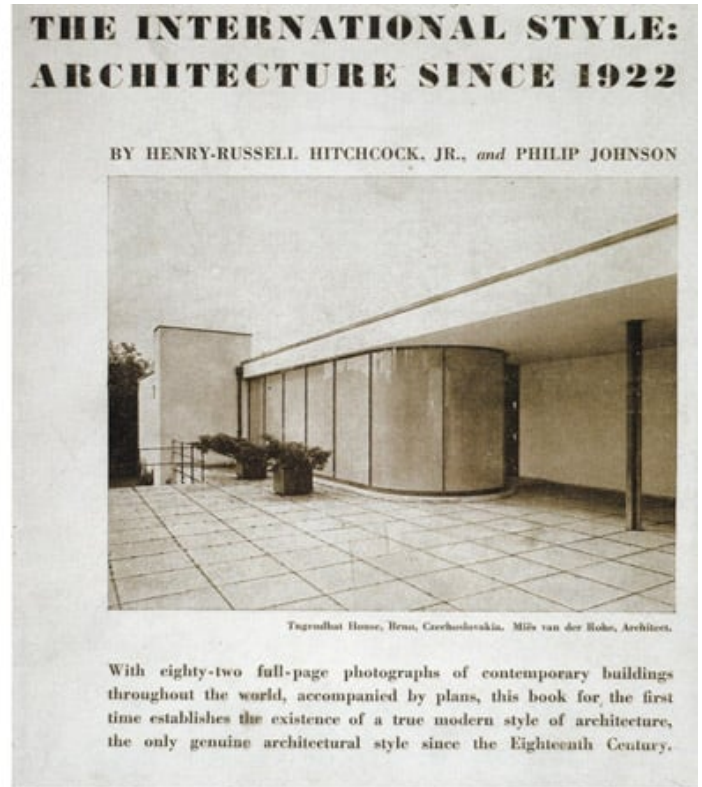 THE INTERNATIONAL STYLE:
ARCHITECTURE SINCE 1922
BY HENRY-RUSSELL HITCHCOCK, JR., and PHILIP JOHNSON
Tugendhat House, Brno, Czechoslovakia. Miës van der Rohe, Architect.
With eighty-two full-page photographs of contemporary buildings
throughout the world, accompanied by plans, this book for the first
time establishes the existence of a true modern style of architecture,
the only genuine architectural style since the Eighteenth Century.